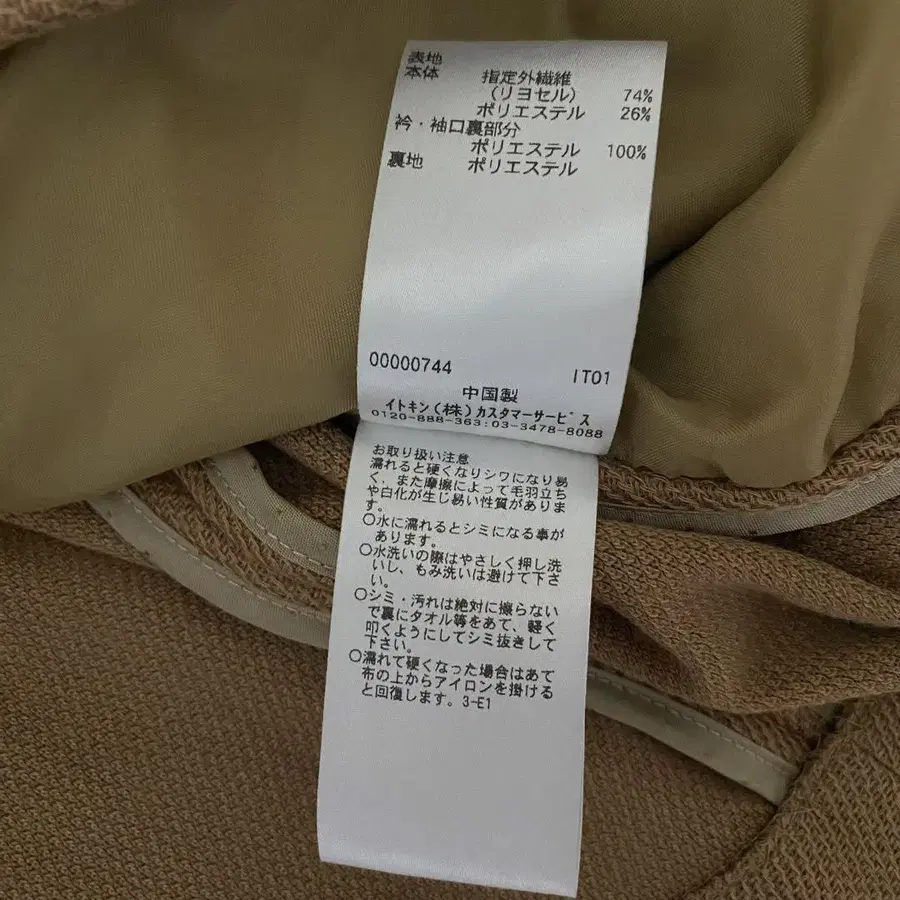 表地
本体 指定外繊維
(リヨセル) 74%
ポリエステル 26%
衿・袖口裏部分
ポリエステル 100%
裏地 ポリエステル
00000744 IT01
中国製
イトキン(株)カスタマーサービス
0120-888-363:03-3478-8088
お取り扱い注意
濡れると硬くなりシワになり易
く、また摩擦によって毛羽立ち
や白化が生じ易い性質がありま
す。
○水に濡れるとシミになる事が
あります。
○水洗いの際はやさしく押し洗
いし、もみ洗いは避けて下さ
い。
○シミ・汚れは絶対に擦らない
で裏にタオル等をあて、軽く
叩くようにしてシミ抜きして
下さい。
○濡れて硬くなった場合はあて
布の上からアイロンを掛ける
と回復します。3-E1